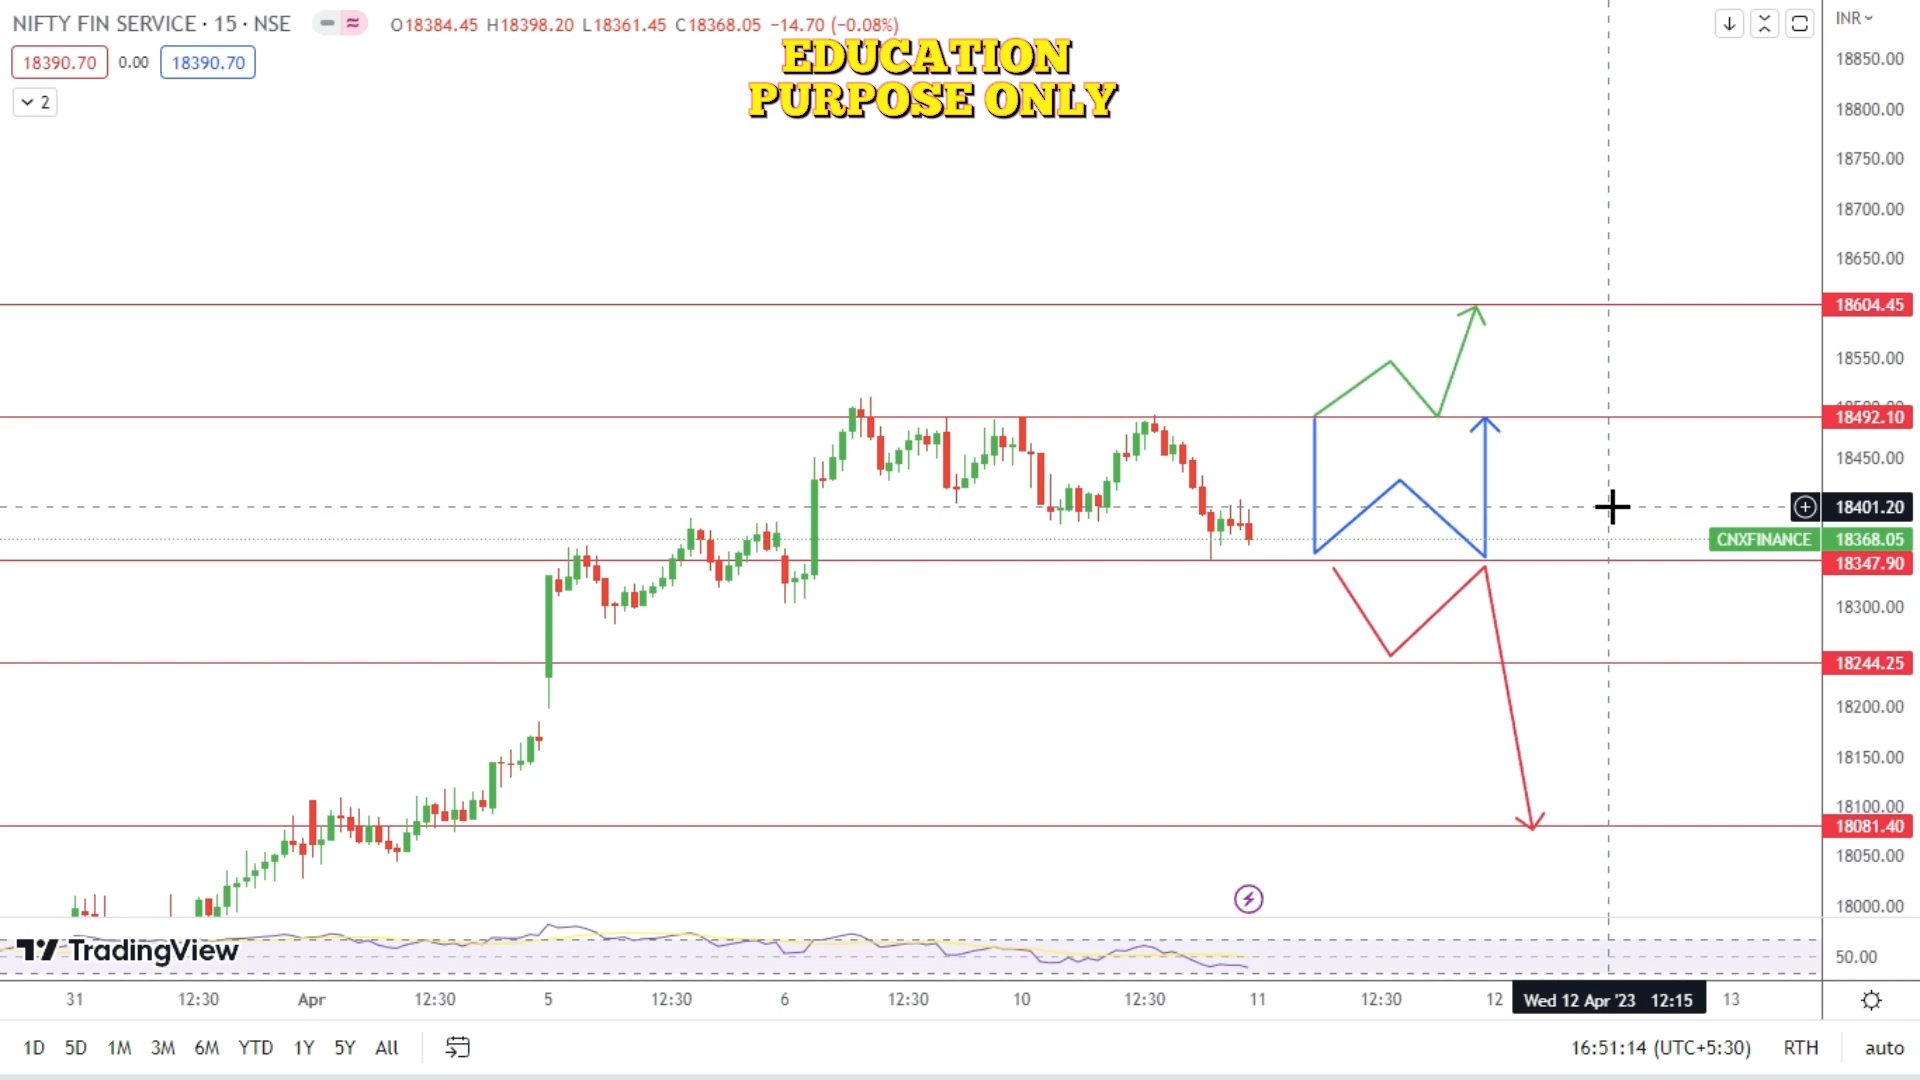 NIFTY FIN SERVICE · 15 · NSE
O18384.45 H18398.20 L18361.45 C18368.05 −14.70 (−0.08%)
INR
18390.70 0.00 18390.70
2
EDUCATION
PURPOSE ONLY
18850.00
18800.00
18750.00
18700.00
18650.00
18604.45
18550.00
18492.10
18450.00
18401.20
CNXFINANCE 18368.05
18347.90
18300.00
18244.25
18200.00
18150.00
18100.00
18081.40
18050.00
18000.00
TradingView
50.00
31 12:30 Apr 12:30 5 12:30 6 12:30 10 12:30 11 12:30 12 Wed 12 Apr '23 12:15 13
1D 5D 1M 3M 6M YTD 1Y 5Y All 16:51:14 (UTC+5:30) RTH auto